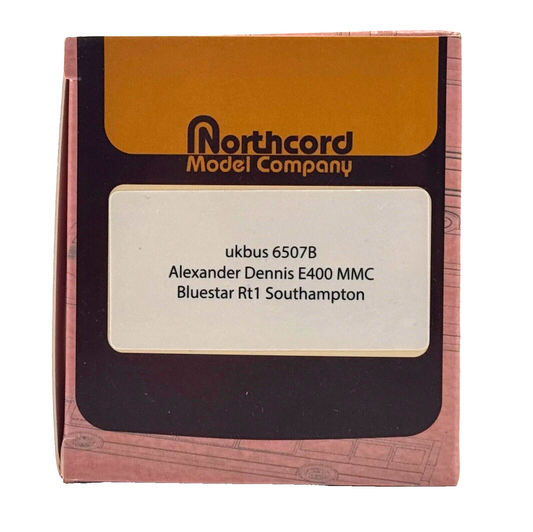 Northcord
Model Company
ukbus 6507B
Alexander Dennis E400 MMC
Bluestar Rt1 Southampton